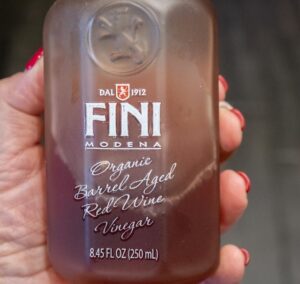 DAL 1912
FINI
MODENA
Organic
Barrel Aged
Red Wine
Vinegar
8.45 FL OZ (250 mL)